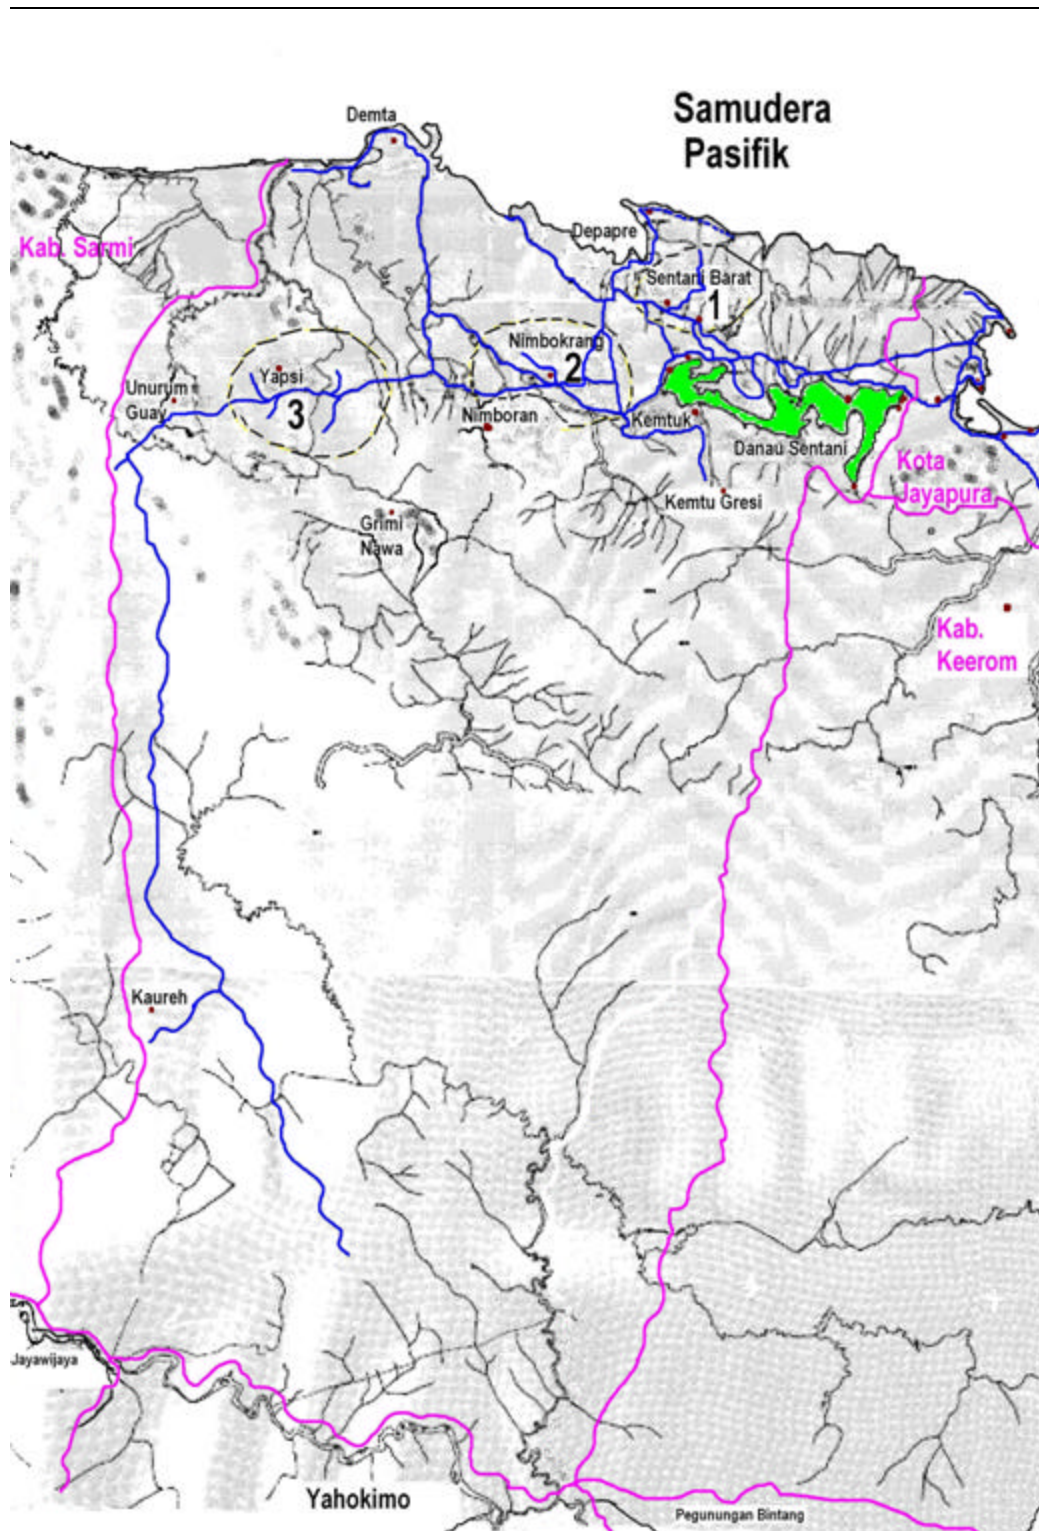 Samudera
Pasifik
Demta
Kab. Sarmi
Depapre
Sentani Barat
1
Nimbokrang
2
Yapsi
3
Unurum
Guay
Nimboran
Kemtuk
Danau Sentani
Kota
Jayapura
Kemtu Gresi
Grimi
Nawa
Kab.
Keerom
Kaureh
Jayawijaya
Yahokimo
Pegunungan Bintang